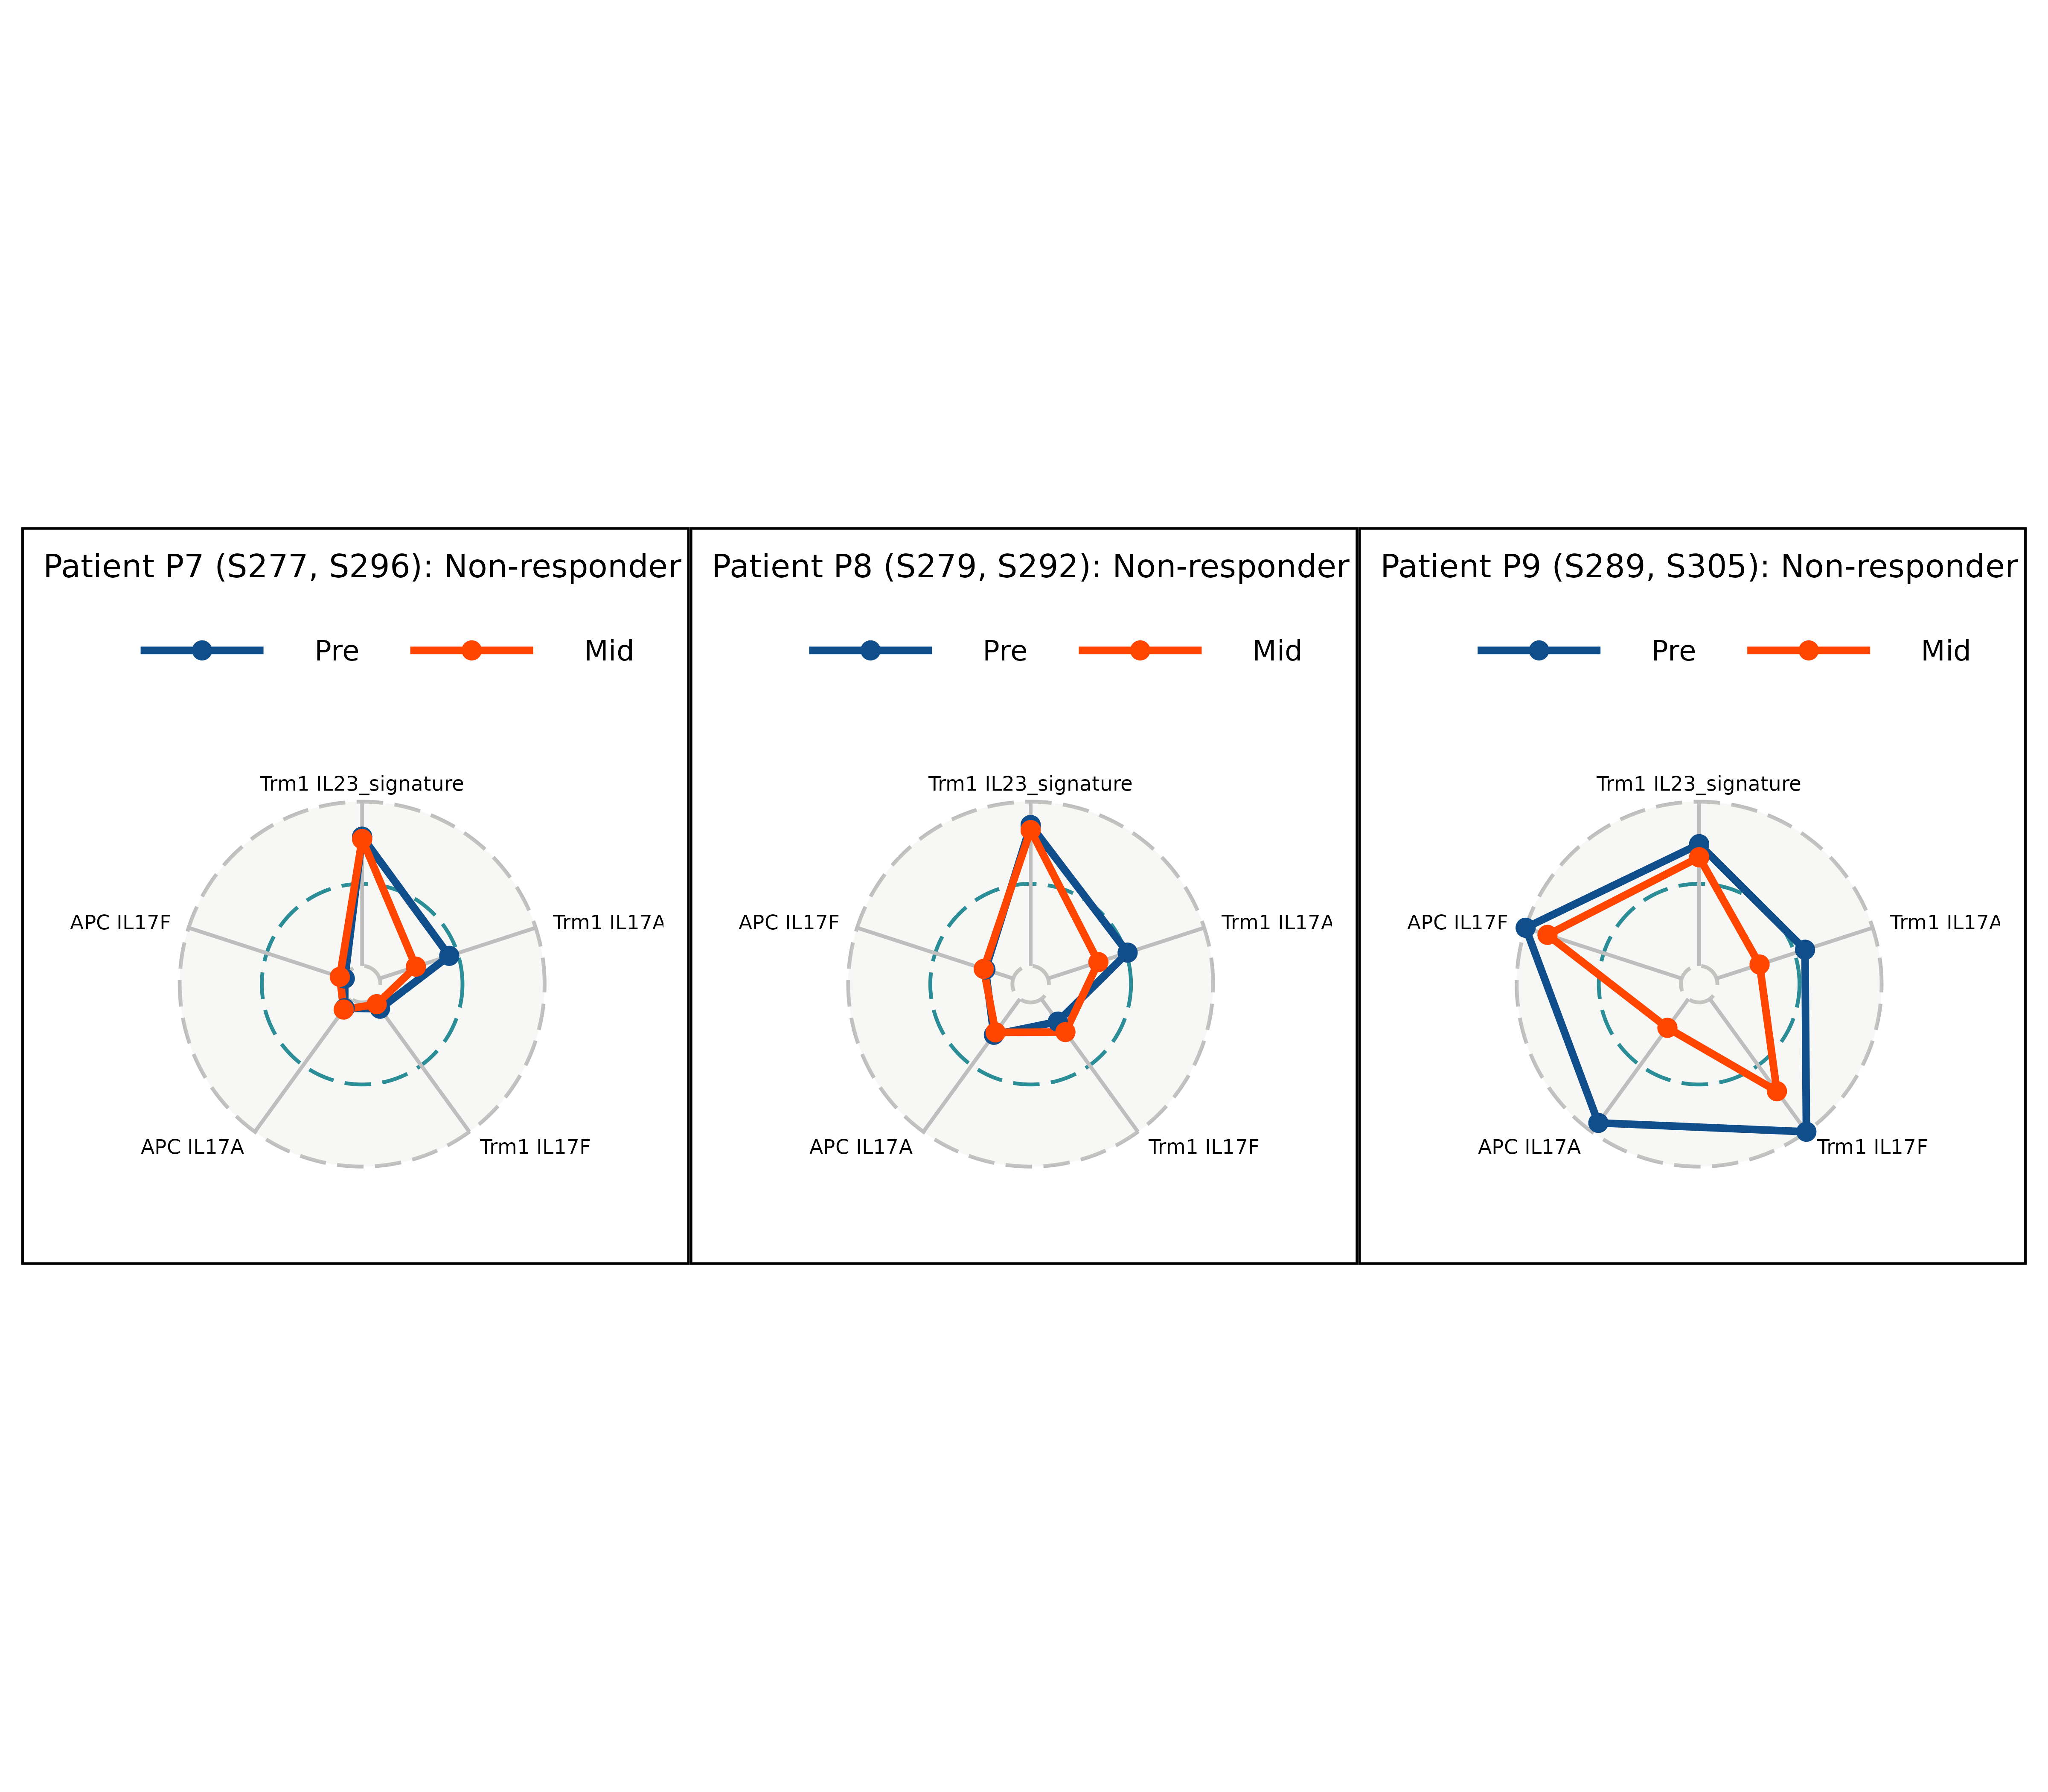 Patient P7 (S277, S296): Non-responder
Pre Mid
Trm1 IL23_signature
APC IL17F
Trm1 IL17A
APC IL17A
Trm1 IL17F
Patient P8 (S279, S292): Non-responder
Pre Mid
Trm1 IL23_signature
APC IL17F
Trm1 IL17A
APC IL17A
Trm1 IL17F
Patient P9 (S289, S305): Non-responder
Pre Mid
Trm1 IL23_signature
APC IL17F
Trm1 IL17A
APC IL17A
Trm1 IL17F